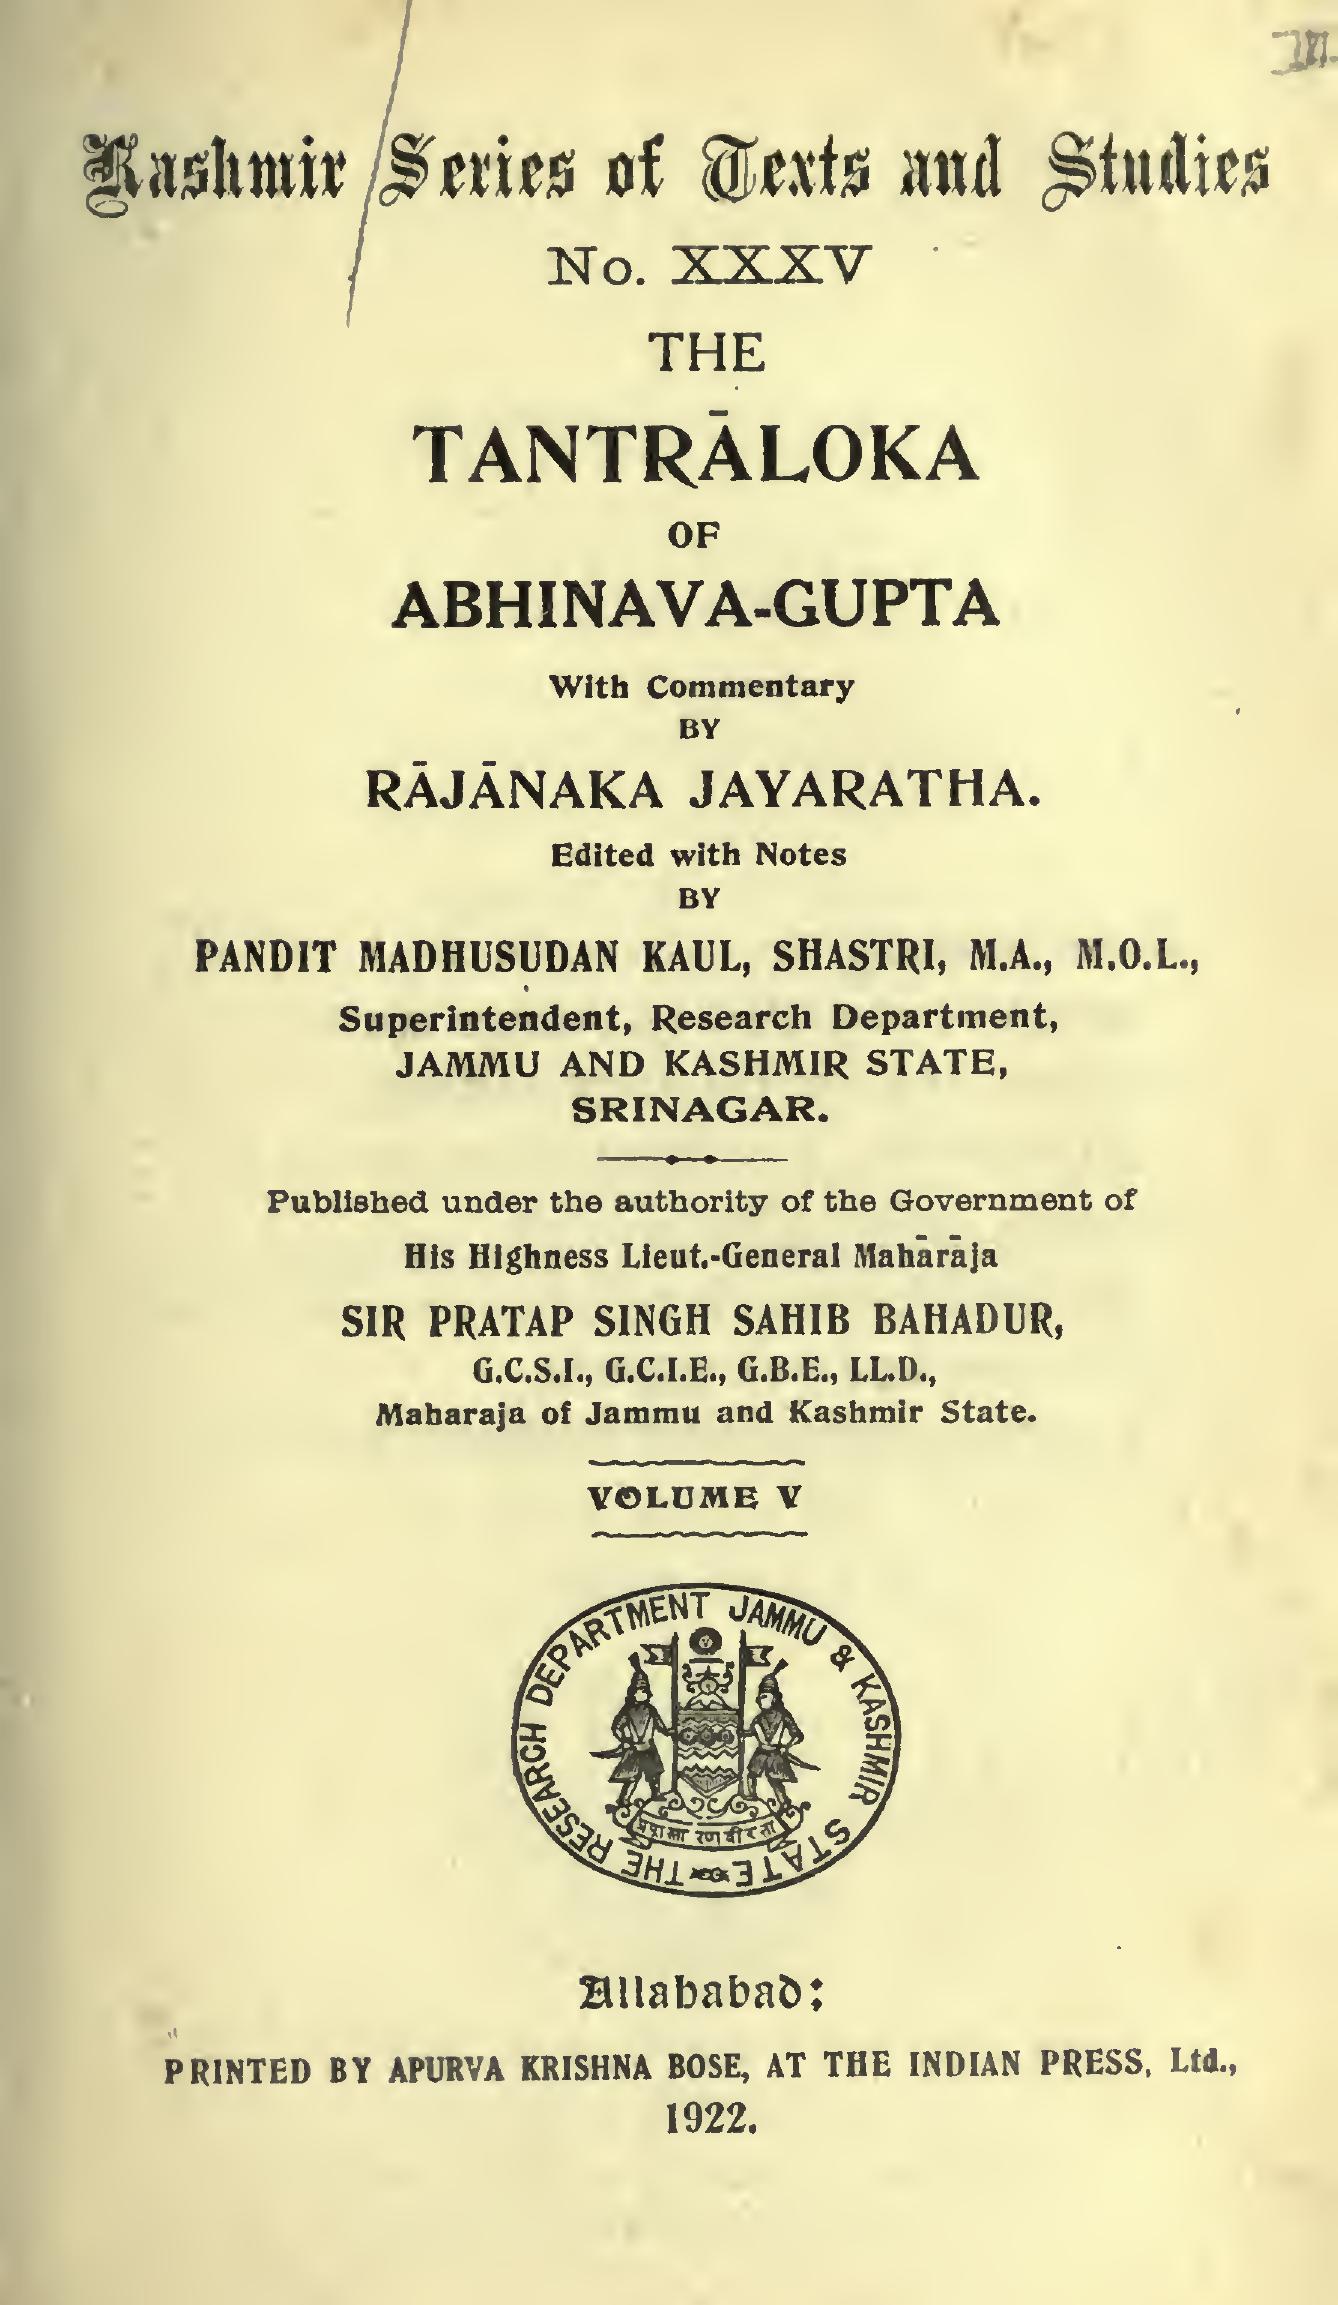 III.
Kashmir Series of Texts and Studies
No. XXXV
THE
TANTRĀLOKA
OF
ABHINAVA-GUPTA
With Commentary
BY
RĀJĀNAKA JAYARATHA.
Edited with Notes
BY
PANDIT MADHUSUDAN KAUL, SHASTRI, M.A., M.O.L.,
Superintendent, Research Department,
JAMMU AND KASHMIR STATE,
SRINAGAR.
Published under the authority of the Government of
His Highness Lieut.-General Mahārāja
SIR PRATAP SINGH SAHIB BAHADUR,
G.C.S.I., G.C.I.E., G.B.E., LL.D.,
Maharaja of Jammu and Kashmir State.
VOLUME V
THE RESEARCH DEPARTMENT JAMMU & KASHMIR STATE
रणवीरता
Allahabad:
PRINTED BY APURVA KRISHNA BOSE, AT THE INDIAN PRESS, Ltd.,
1922.